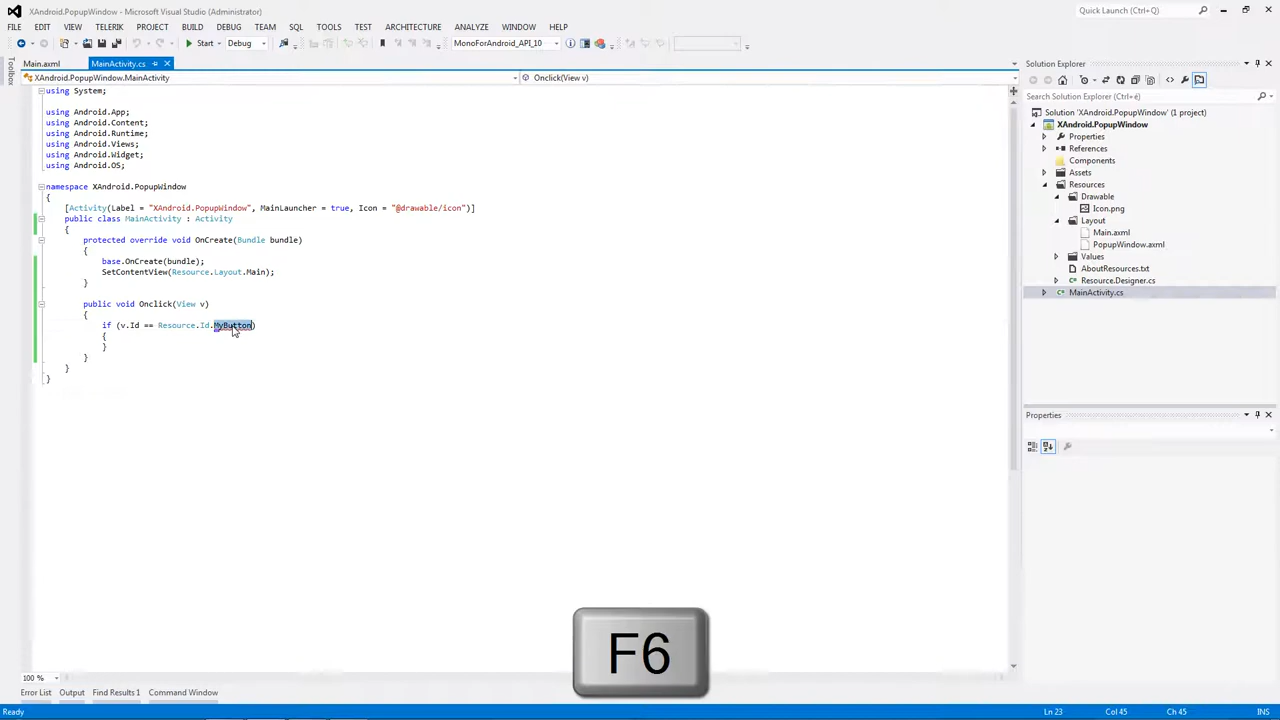 XAndroid.PopupWindow - Microsoft Visual Studio (Administrator)
Quick Launch (Ctrl+Q)
FILE EDIT VIEW TELERIK PROJECT BUILD DEBUG TEAM SQL TOOLS TEST ARCHITECTURE ANALYZE WINDOW HELP
Start Debug MonoForAndroid_API_10
Toolbox
Main.axml MainActivity.cs
XAndroid.PopupWindow.MainActivity Onclick(View v)
using System;
using Android.App;
using Android.Content;
using Android.Runtime;
using Android.Views;
using Android.Widget;
using Android.OS;
namespace XAndroid.PopupWindow
{
[Activity(Label = "XAndroid.PopupWindow", MainLauncher = true, Icon = "@drawable/icon")]
public class MainActivity : Activity
{
protected override void OnCreate(Bundle bundle)
{
base.OnCreate(bundle);
SetContentView(Resource.Layout.Main);
}
public void Onclick(View v)
{
if (v.Id == Resource.Id.MyButton)
{
}
}
}
}
Solution Explorer
Search Solution Explorer (Ctrl+é)
Solution 'XAndroid.PopupWindow' (1 project)
XAndroid.PopupWindow
Properties
References
Components
Assets
Resources
Drawable
Icon.png
Layout
Main.axml
PopupWindow.axml
Values
AboutResources.txt
Resource.Designer.cs
MainActivity.cs
Properties
F6
100 %
Error List Output Find Results 1 Command Window
Ready Ln 23 Col 45 Ch 45 INS